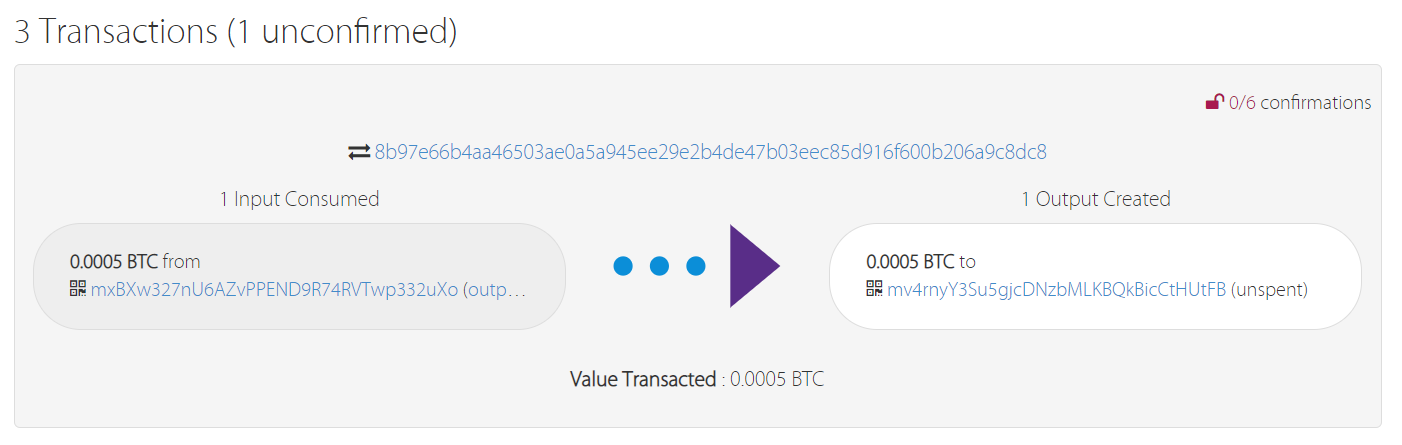 3 Transactions (1 unconfirmed)
0/6 confirmations
8b97e66b4aa46503ae0a5a945ee29e2b4de47b03eec85d916f600b206a9c8dc8
1 Input Consumed
1 Output Created
0.0005 BTC from
mxBXw327nU6AZvPPEND9R74RVTwp332uXo (outp…
0.0005 BTC to
mv4rnyY3Su5gjcDNzbMLKBQkBicCtHUtFB (unspent)
Value Transacted : 0.0005 BTC